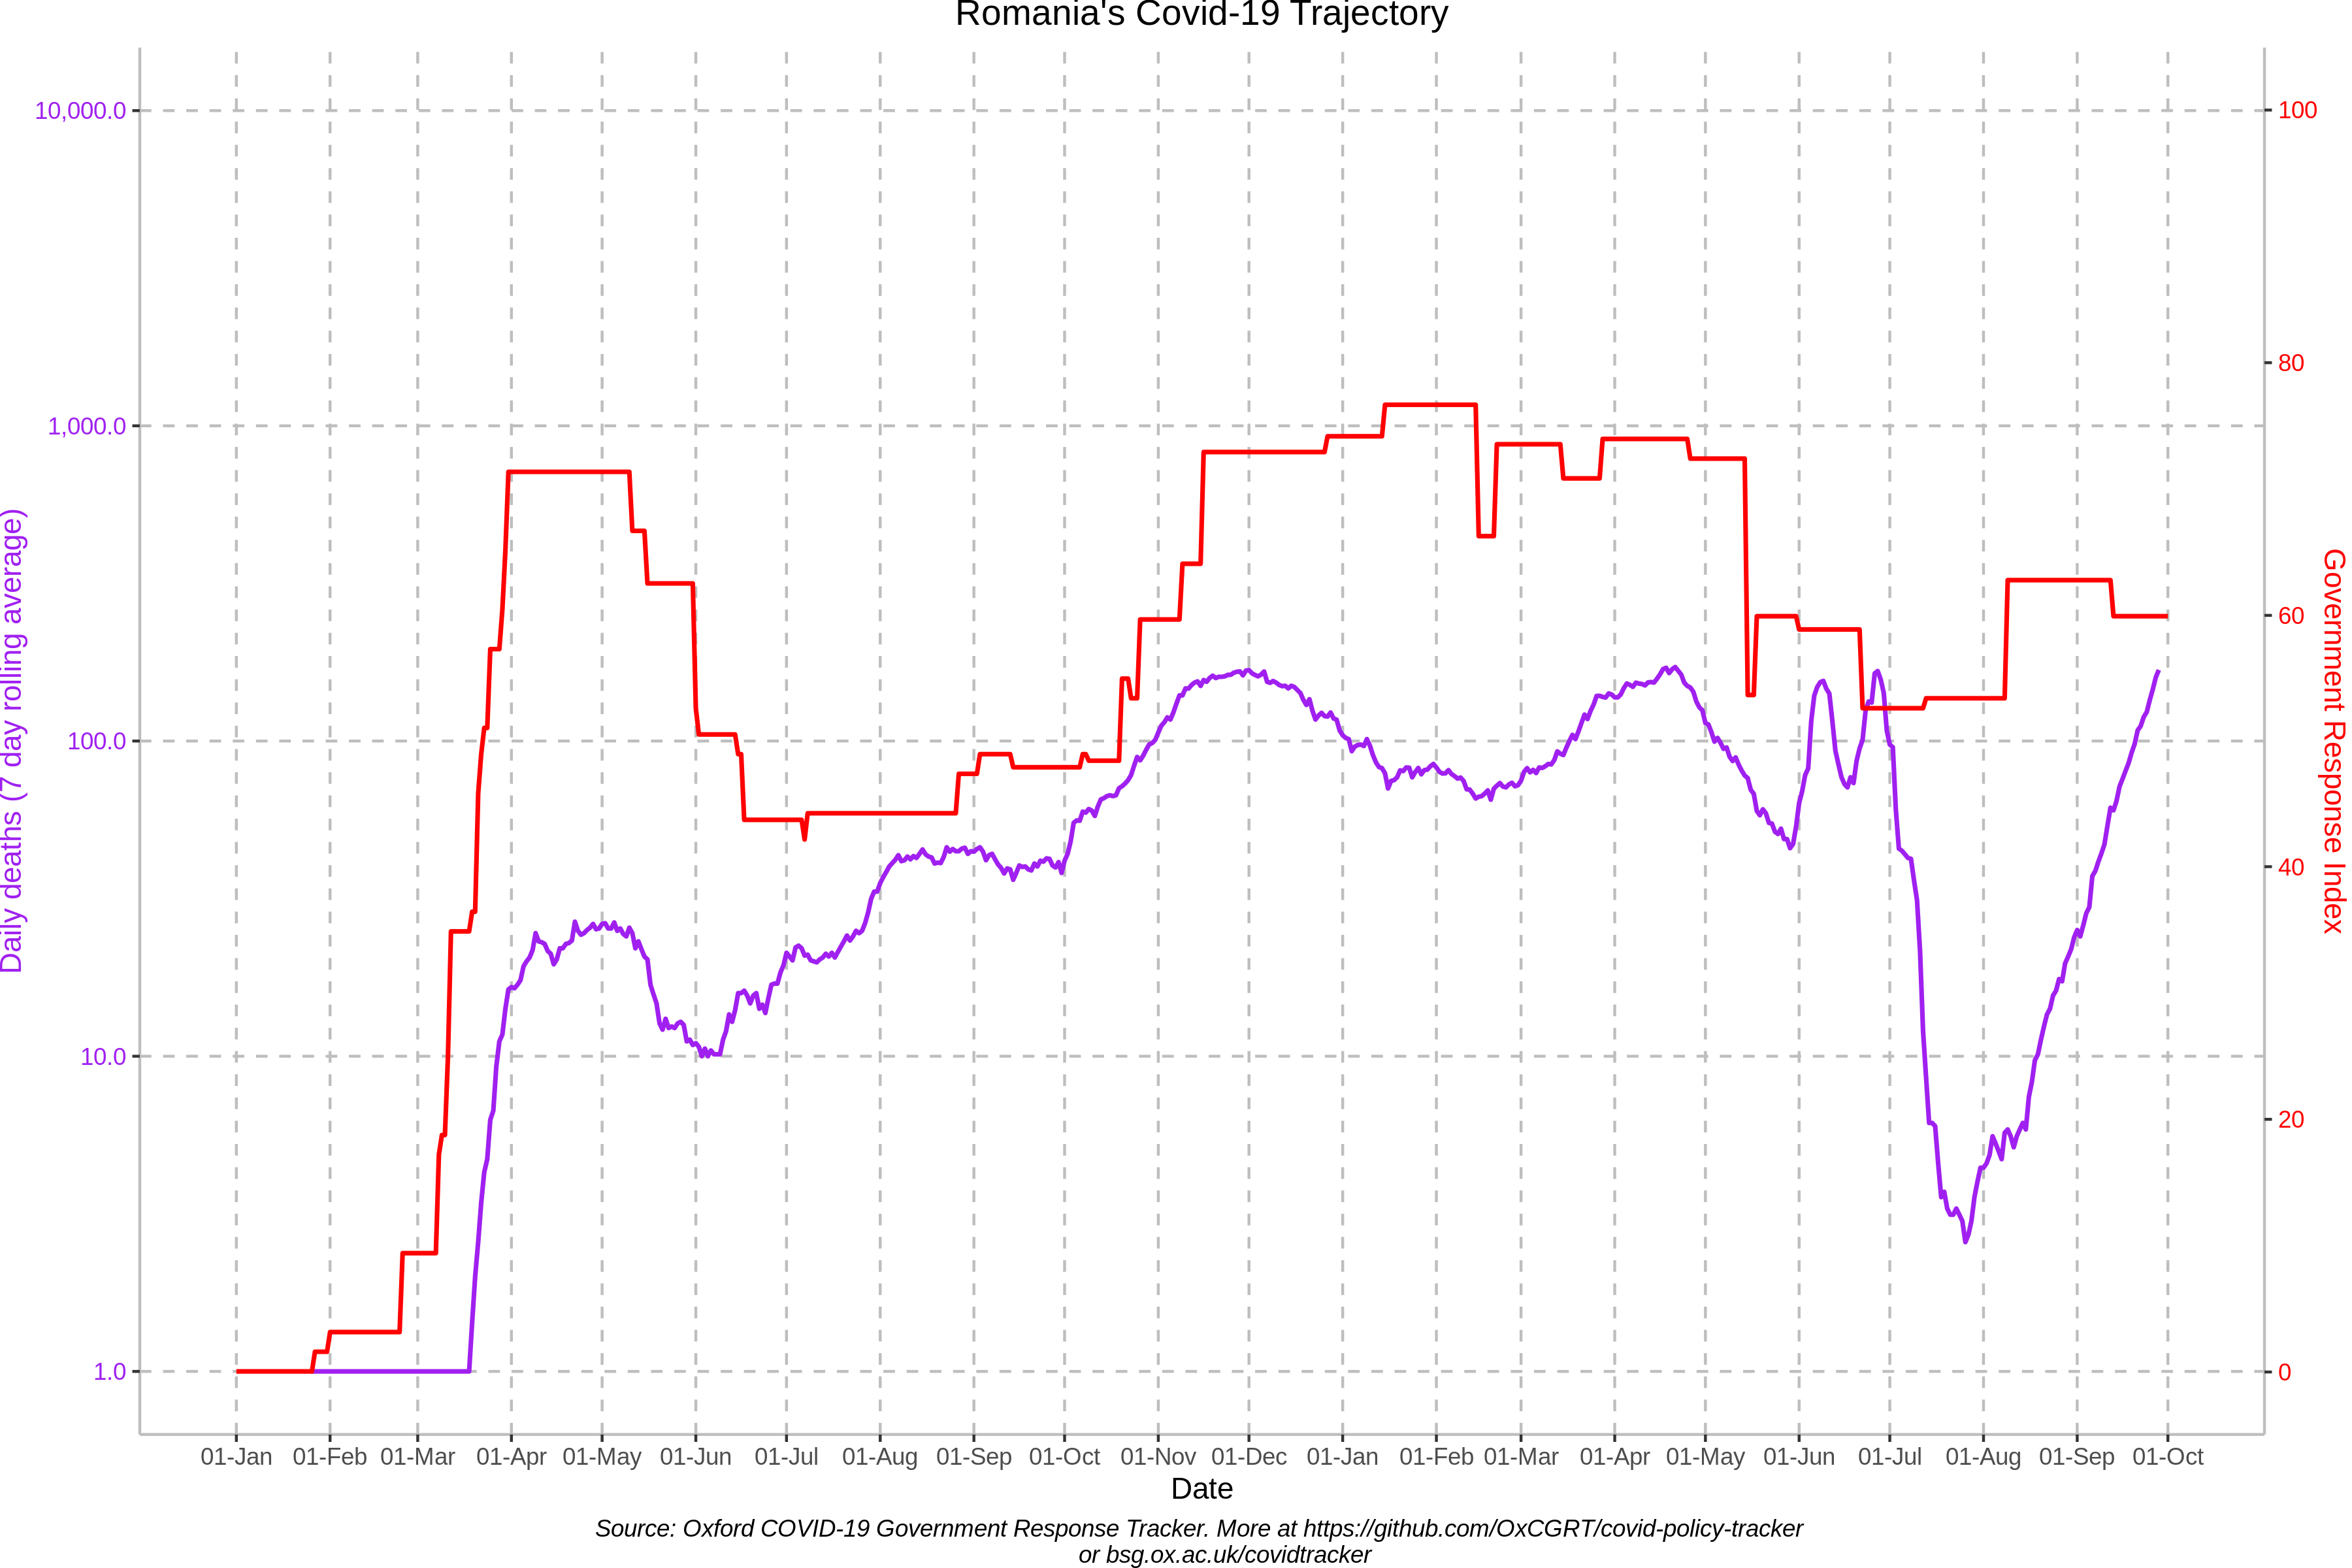 Romania's Covid-19 Trajectory
10,000.0
1,000.0
100.0
10.0
1.0
Daily deaths (7 day rolling average)
100
80
60
40
20
0
Government Response Index
01-Jan 01-Feb 01-Mar 01-Apr 01-May 01-Jun 01-Jul 01-Aug 01-Sep 01-Oct 01-Nov 01-Dec 01-Jan 01-Feb 01-Mar 01-Apr 01-May 01-Jun 01-Jul 01-Aug 01-Sep 01-Oct
Date
Source: Oxford COVID-19 Government Response Tracker. More at https://github.com/OxCGRT/covid-policy-tracker
or bsg.ox.ac.uk/covidtracker